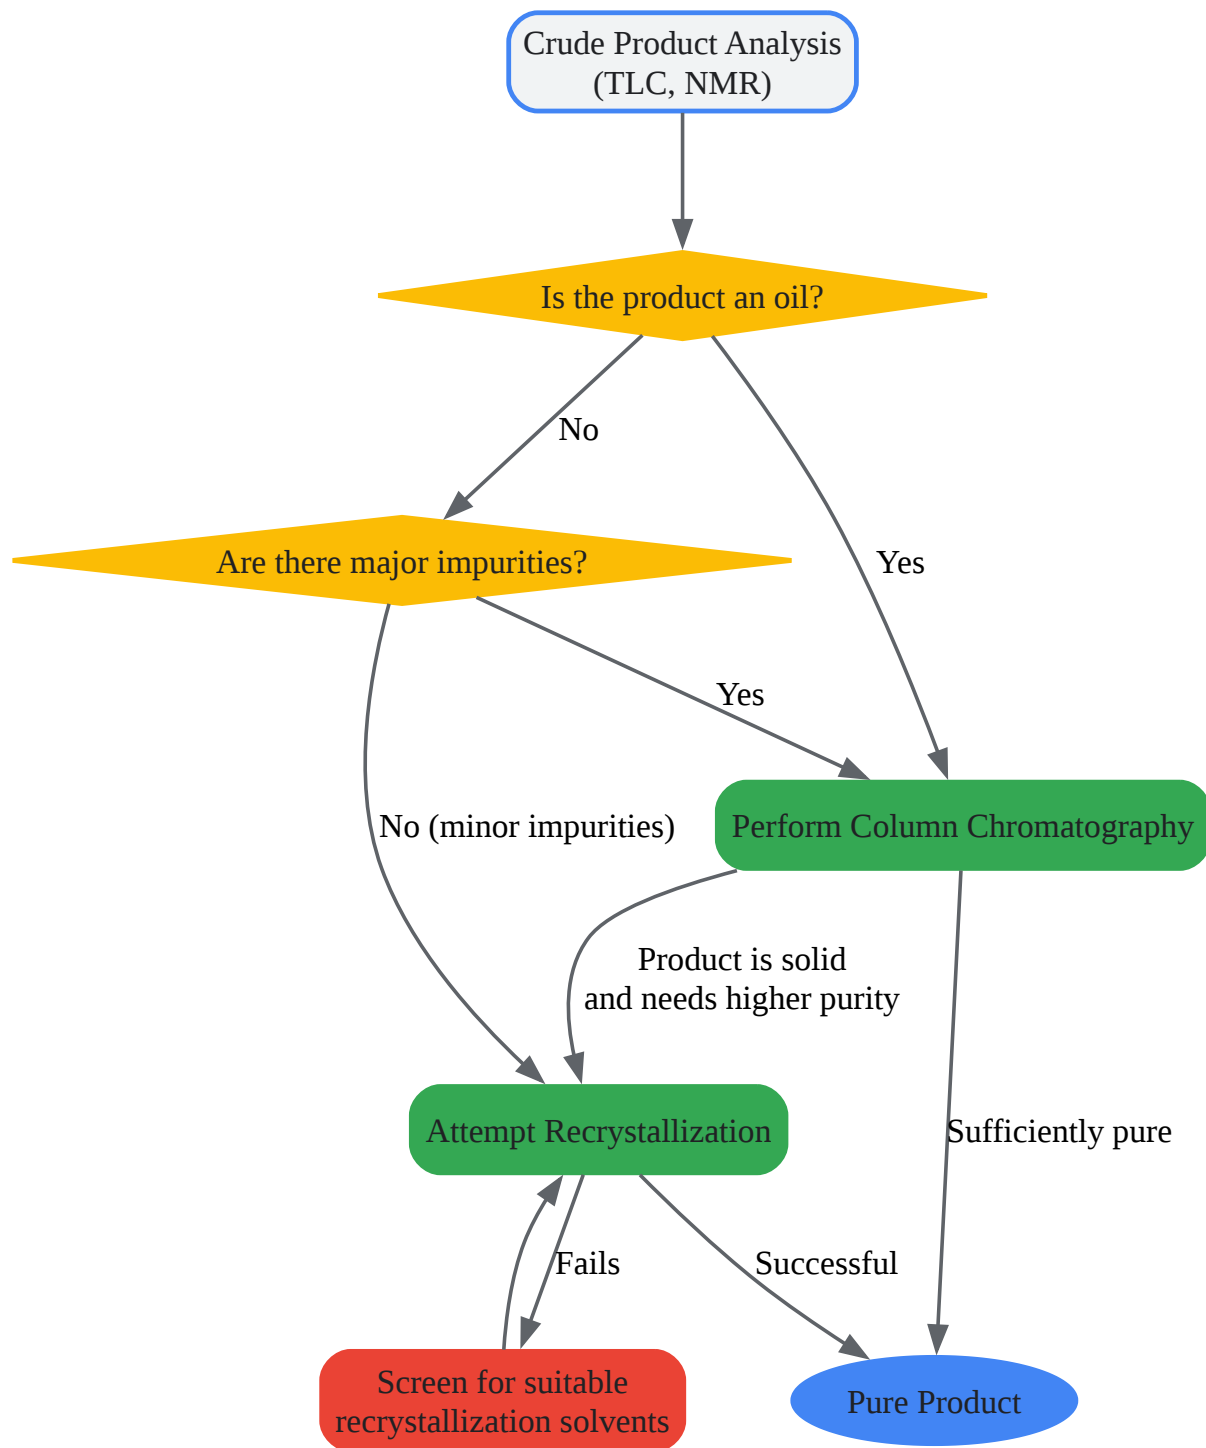 Crude Product Analysis
(TLC, NMR)
Is the product an oil?
No
Are there major impurities?
Yes
Yes
No (minor impurities)
Perform Column Chromatography
Product is solid
and needs higher purity
Attempt Recrystallization
Sufficiently pure
Fails
Successful
Screen for suitable
recrystallization solvents
Pure Product